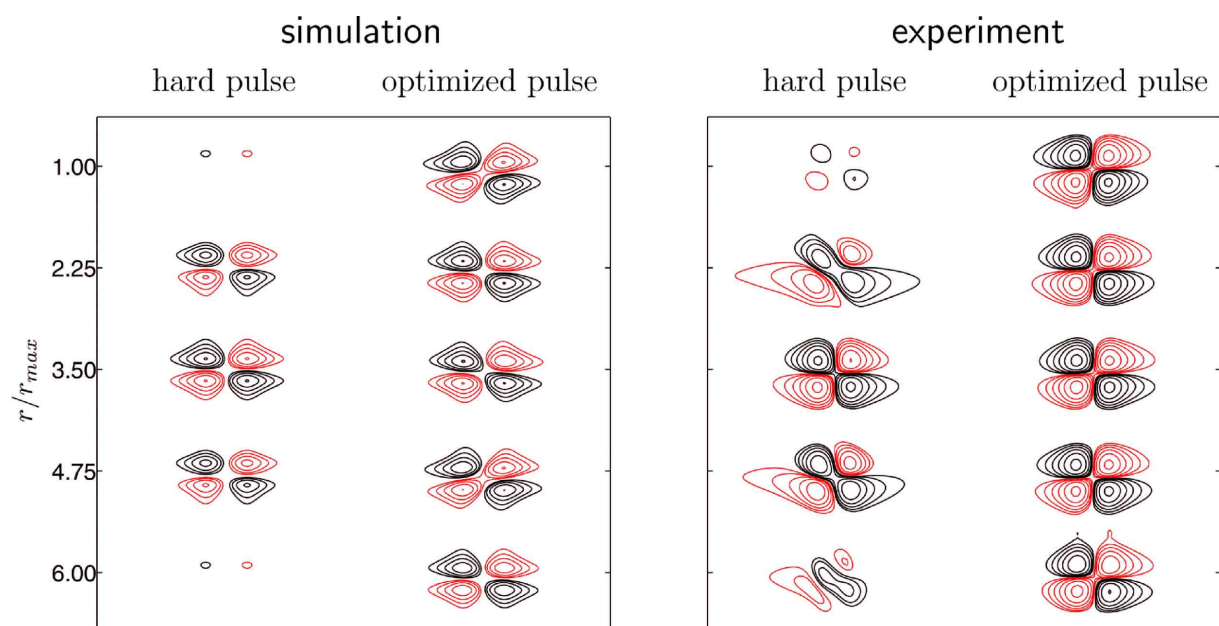 simulation experiment
hard pulse optimized pulse hard pulse optimized pulse
1.00
2.25
3.50
4.75
6.00
r/r_max